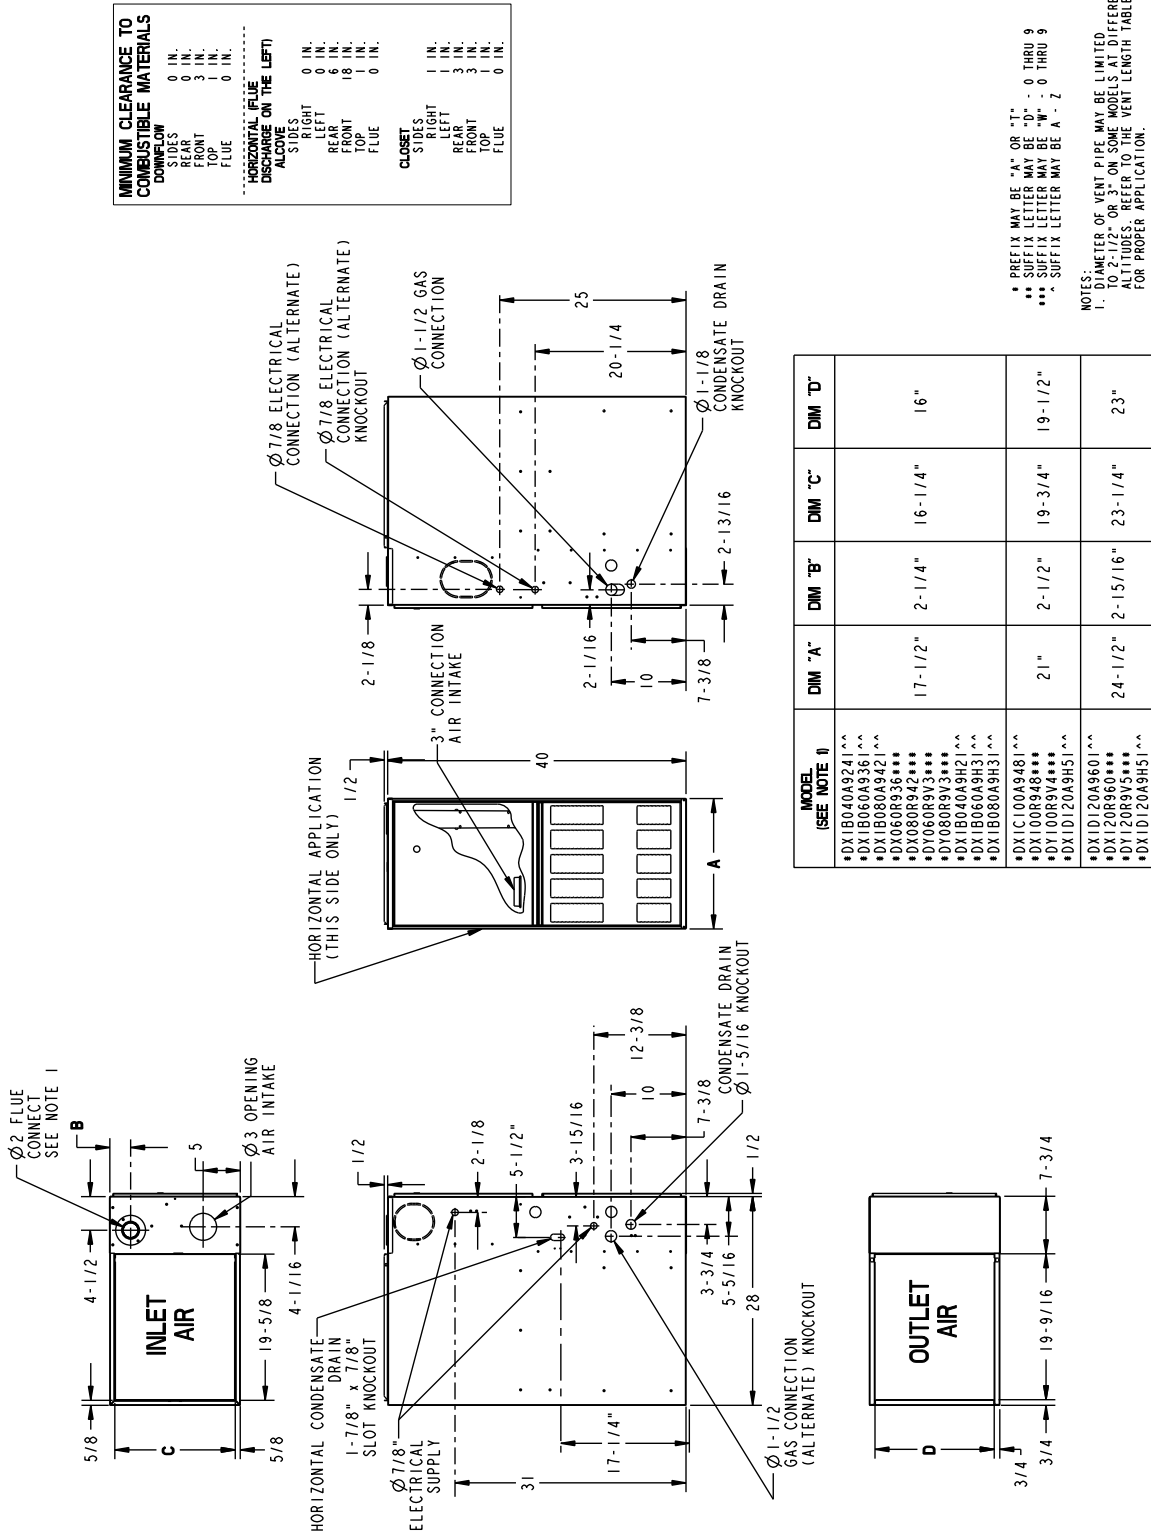 MINIMUM CLEARANCE TO
COMBUSTIBLE MATERIALS
DOWNFLOW
SIDES 0 IN.
REAR 0 IN.
FRONT 3 IN.
TOP 1 IN.
FLUE 0 IN.
HORIZONTAL (FLUE
DISCHARGE ON THE LEFT)
ALCOVE
SIDES
RIGHT 0 IN.
LEFT 0 IN.
REAR 6 IN.
FRONT 18 IN.
TOP 1 IN.
FLUE 0 IN.
CLOSET
SIDES
RIGHT 1 IN.
LEFT 1 IN.
REAR 3 IN.
FRONT 3 IN.
TOP 1 IN.
FLUE 0 IN.
Ø2 FLUE
CONNECT
SEE NOTE 1
B
5
Ø3 OPENING
AIR INTAKE
4-1/2
5/8
INLET
AIR
C
5/8
19-5/8
4-1/16
HORIZONTAL APPLICATION
(THIS SIDE ONLY)
1/2
3" CONNECTION
AIR INTAKE
40
A
Ø7/8 ELECTRICAL
CONNECTION (ALTERNATE)
Ø7/8 ELECTRICAL
CONNECTION (ALTERNATE)
KNOCKOUT
Ø1-1/2 GAS
CONNECTION
2-1/8
25
20-1/4
Ø1-1/8
CONDENSATE DRAIN
KNOCKOUT
2-1/16
10
7-3/8
2-13/16
HORIZONTAL CONDENSATE
DRAIN
1-7/8" x 7/8"
SLOT KNOCKOUT
Ø7/8"
ELECTRICAL
SUPPLY
1/2
2-1/8
5-1/2"
3-15/16
12-3/8
10
7-3/8
CONDENSATE DRAIN
Ø1-5/16 KNOCKOUT
31
17-1/4"
3-3/4
5-5/16
28
1/2
Ø1-1/2
GAS CONNECTION
(ALTERNATE) KNOCKOUT
OUTLET
AIR
D
3/4
3/4
19-9/16
7-3/4
MODEL
(SEE NOTE 1) DIM "A" DIM "B" DIM "C" DIM "D"
*DX1B040A9241^^
*DX1B060A9361^^
*DX1B080A9421^^
*DX060R936***
*DX080R942***
*DY060R9V3***
*DY080R9V3***
*DX1B040A9H21^^
*DX1B060A9H31^^
*DX1B080A9H31^^
17-1/2" 2-1/4" 16-1/4" 16"
*DX1C100A9481^^
*DX100R948***
*DY100R9V4***
*DX1D120A9H51^^
21" 2-1/2" 19-3/4" 19-1/2"
*DX1D120A9601^^
*DX120R960***
*DY120R9V5***
*DX1D120A9H51^^
24-1/2" 2-15/16" 23-1/4" 23"
* PREFIX MAY BE "A" OR "T"
** SUFFIX LETTER MAY BE "D" - 0 THRU 9
*** SUFFIX LETTER MAY BE "W" - 0 THRU 9
^ SUFFIX LETTER MAY BE A - Z
NOTES:
1. DIAMETER OF VENT PIPE MAY BE LIMITED
TO 2-1/2" OR 3" ON SOME MODELS AT DIFFERE
ALTITUDES. REFER TO THE VENT LENGTH TABLE
FOR PROPER APPLICATION.